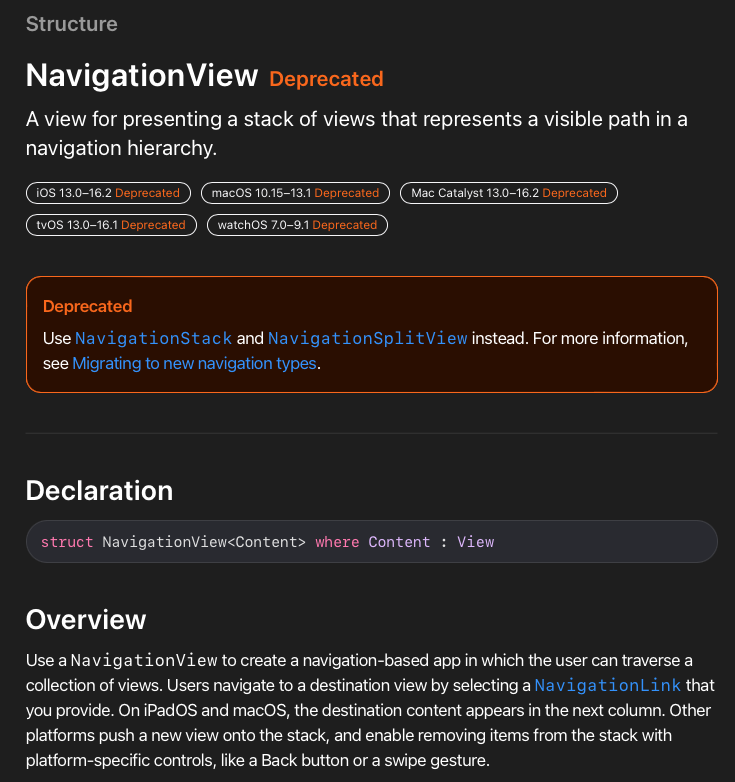 Structure
NavigationView Deprecated
A view for presenting a stack of views that represents a visible path in a
navigation hierarchy.
iOS 13.0–16.2 Deprecated macOS 10.15–13.1 Deprecated Mac Catalyst 13.0–16.2 Deprecated
tvOS 13.0–16.1 Deprecated watchOS 7.0–9.1 Deprecated
Deprecated
Use NavigationStack and NavigationSplitView instead. For more information,
see Migrating to new navigation types.
Declaration
struct NavigationView<Content> where Content : View
Overview
Use a NavigationView to create a navigation-based app in which the user can traverse a
collection of views. Users navigate to a destination view by selecting a NavigationLink that
you provide. On iPadOS and macOS, the destination content appears in the next column. Other
platforms push a new view onto the stack, and enable removing items from the stack with
platform-specific controls, like a Back button or a swipe gesture.